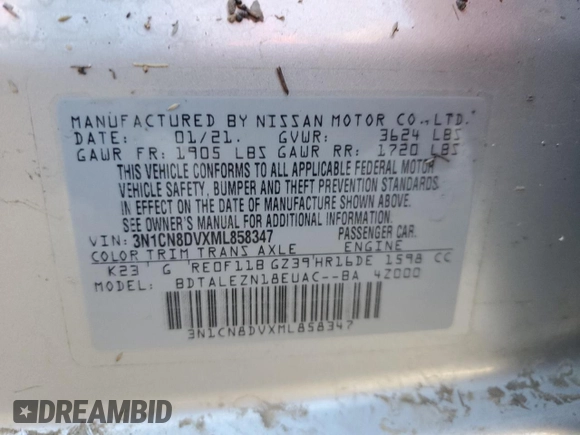 MANUFACTURED BY NISSAN MOTOR CO.,LTD.
DATE: 01/21. GVWR: 3624 LBS
GAWR FR: 1905 LBS GAWR RR: 1720 LBS
THIS VEHICLE CONFORMS TO ALL APPLICABLE FEDERAL MOTOR
VEHICLE SAFETY, BUMPER AND THEFT PREVENTION STANDARDS
IN EFFECT ON THE DATE OF MANUFACTURE SHOWN ABOVE.
SEE OWNER'S MANUAL FOR ADDITIONAL INFORMATION.
VIN: 3N1CN8DVXML858347 PASSENGER CAR.
COLOR TRIM TRANS AXLE ENGINE
K23 G RE0F11B GZ39 HR16DE 1598 CC
MODEL: BDTALEZN18EUAC--BA 4Z000
3N1CN8DVXML858347
DREAMBID